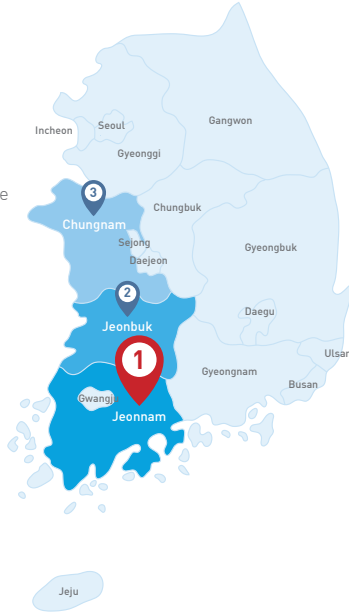 Gangwon
Seoul
Incheon
Gyeonggi
e
3
Chungbuk
Chungnam
Sejong
Gyeongbuk
Daejeon
2
Daegu
Jeonbuk
Ulsan
1
Gyeongnam
Busan
Gwangju
Jeonnam
Jeju